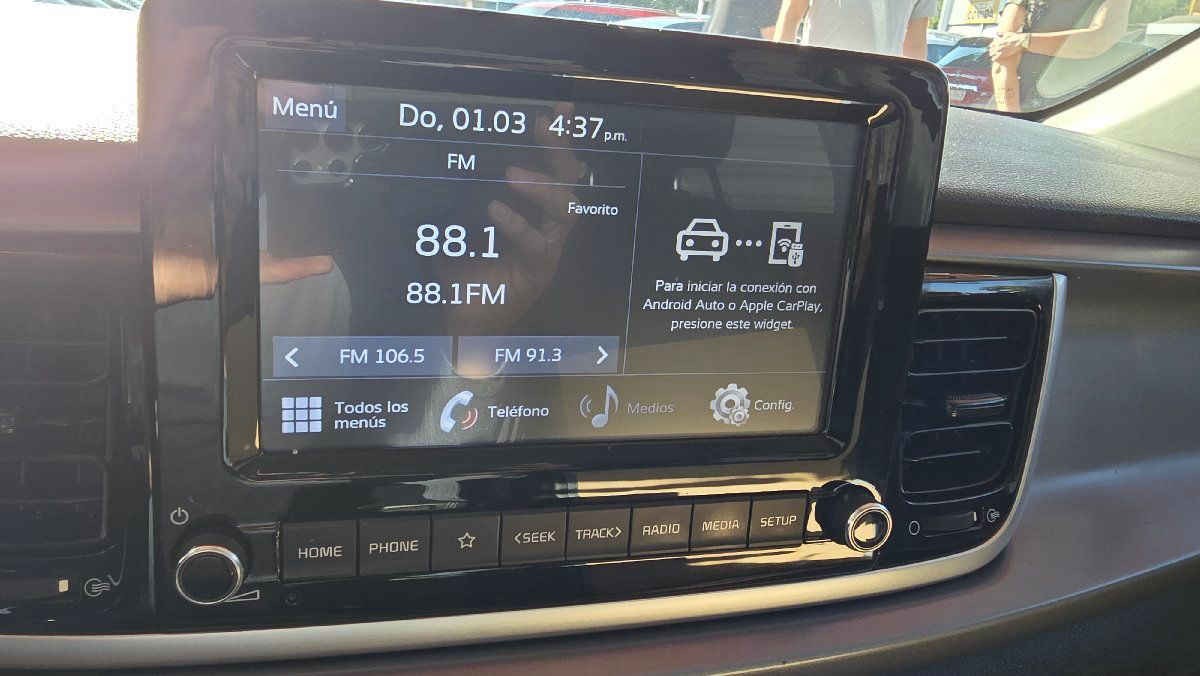 Menú
Do, 01.03 4:37 p.m.
FM
Favorito
88.1
88.1FM
< FM 106.5
FM 91.3 >
Para iniciar la conexión con
Android Auto o Apple CarPlay,
presione este widget.
Todos los
menús
Teléfono
Medios
Config.
HOME
PHONE
<SEEK
TRACK>
RADIO
MEDIA
SETUP